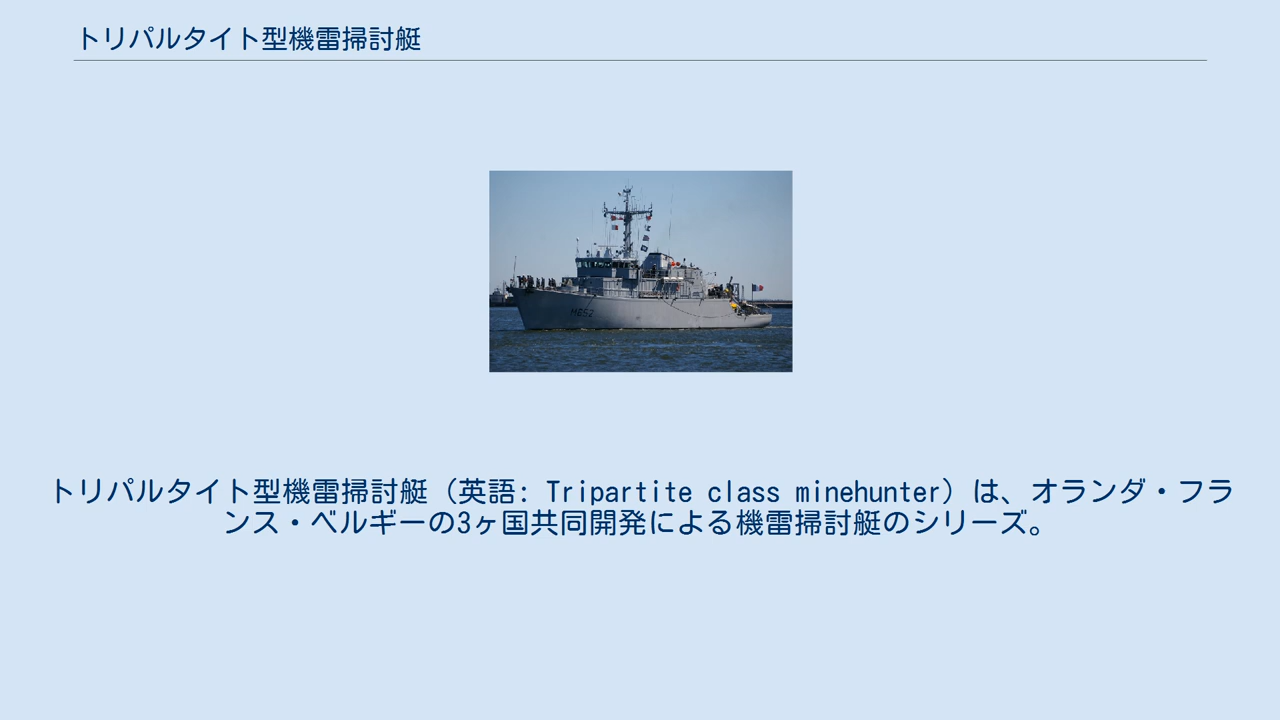 トリパルタイト型機雷掃討艇
M652
トリパルタイト型機雷掃討艇（英語: Tripartite class minehunter）は、オランダ・フラ
ンス・ベルギーの3ヶ国共同開発による機雷掃討艇のシリーズ。